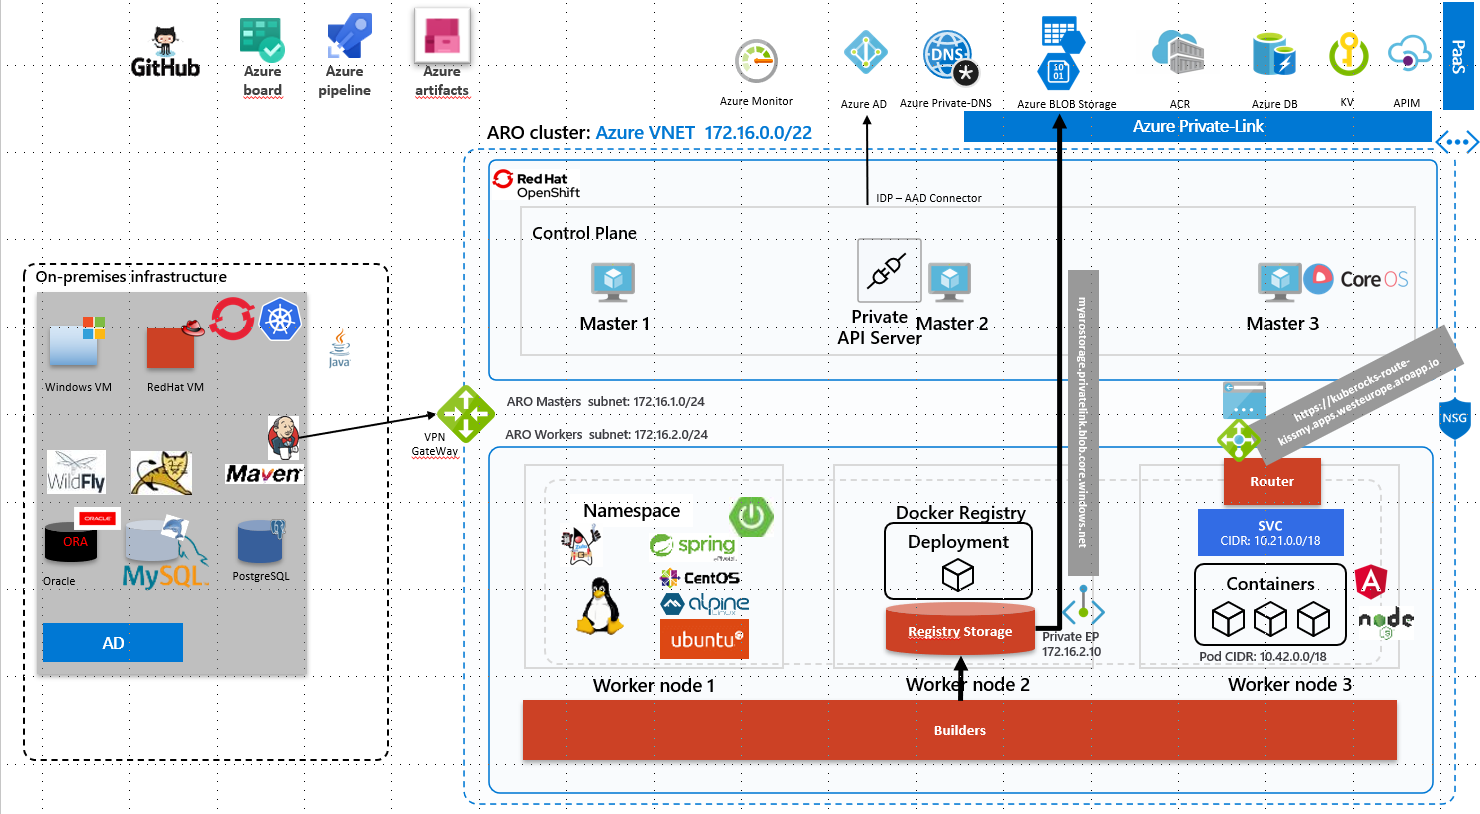 GitHub
Azure
board
Azure
pipeline
Azure
artifacts
Azure Monitor
Azure AD
DNS
Azure Private-DNS
10
01
Azure BLOB Storage
ACR
Azure DB
KV
APIM
PaaS
Azure Private-Link
ARO cluster: Azure VNET 172.16.0.0/22
Red Hat
OpenShift
IDP – AAD Connector
Control Plane
Master 1
Private
API Server
Master 2
Master 3
CoreOS
myarostorage.privatelink.blob.core.windows.net
https://kuberocks-route-
kissmy.apps.westeurope.aroapp.io
NSG
On-premises infrastructure
Windows VM
RedHat VM
Java
WildFly
Maven
ORACLE
ORA
Oracle
MySQL
PostgreSQL
AD
VPN
GateWay
ARO Masters subnet: 172.16.1.0/24
ARO Workers subnet: 172.16.2.0/24
Namespace
spring
CentOS
alpine
Linux
ubuntu
Worker node 1
Docker Registry
Deployment
Registry Storage
Private EP
172.16.2.10
Worker node 2
Router
SVC
CIDR: 10.21.0.0/18
Containers
node
JS
Pod CIDR: 10.42.0.0/18
Worker node 3
Builders